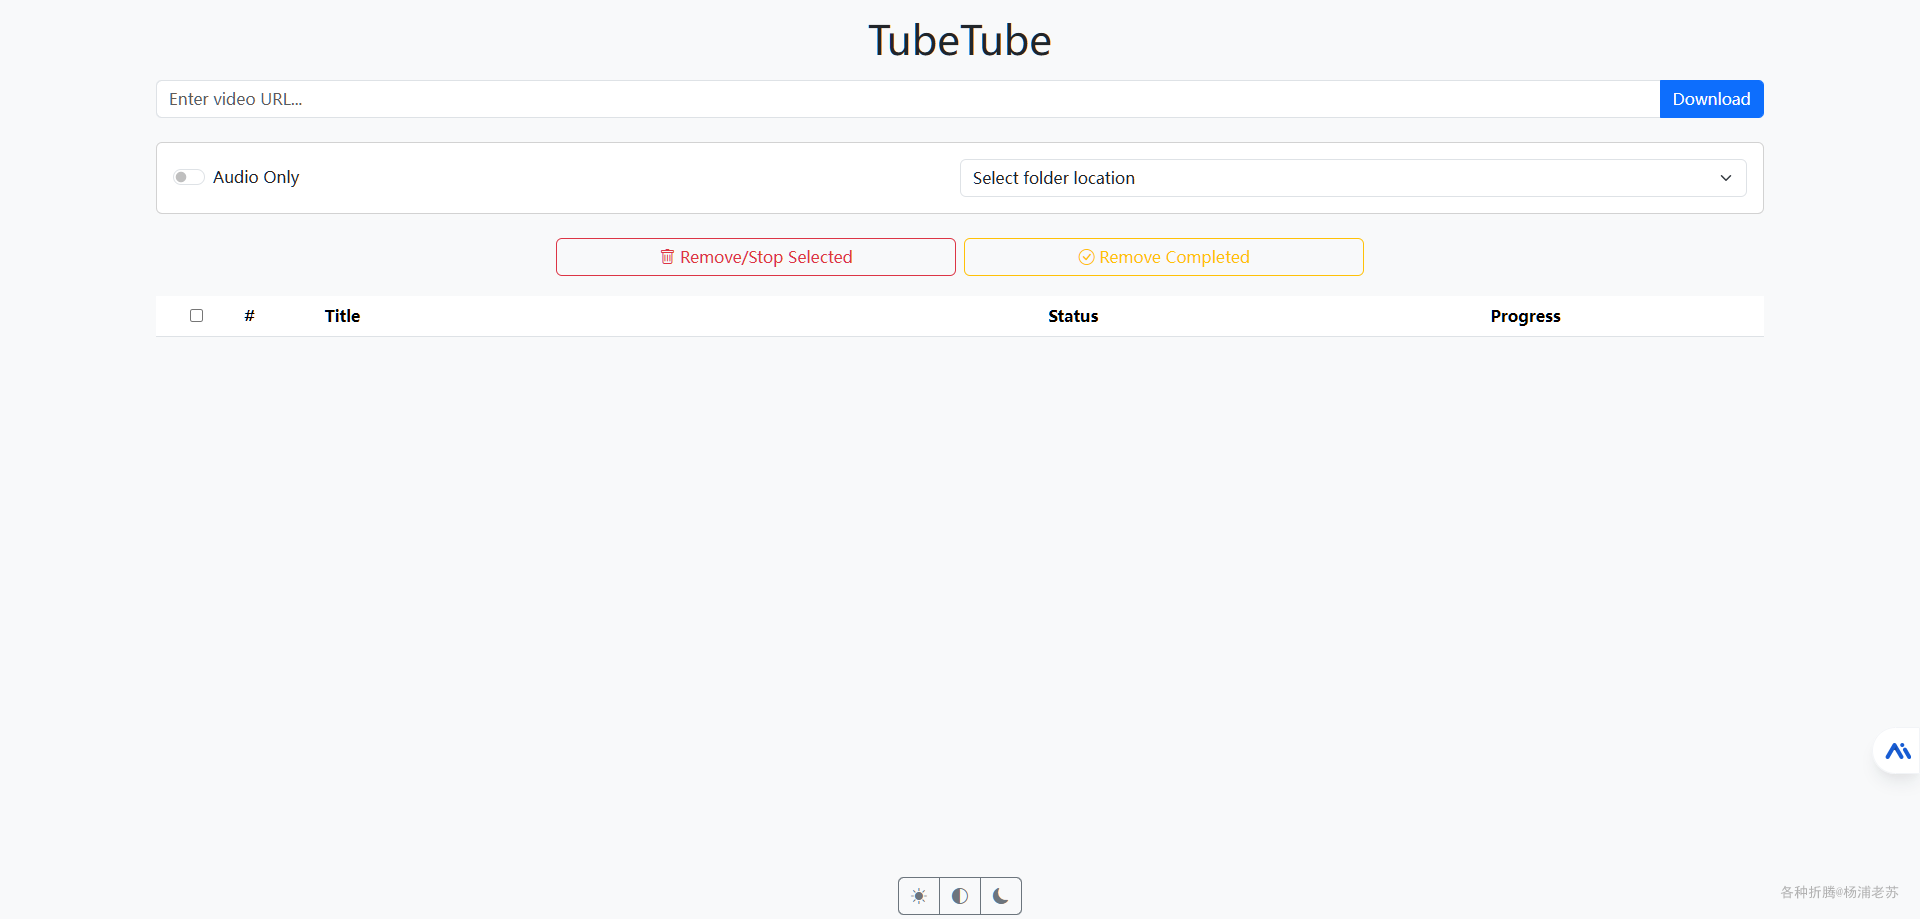 TubeTube
Enter video URL...
Download
Audio Only
Select folder location
Remove/Stop Selected
Remove Completed
# Title Status Progress
各种折腾@杨浦老苏